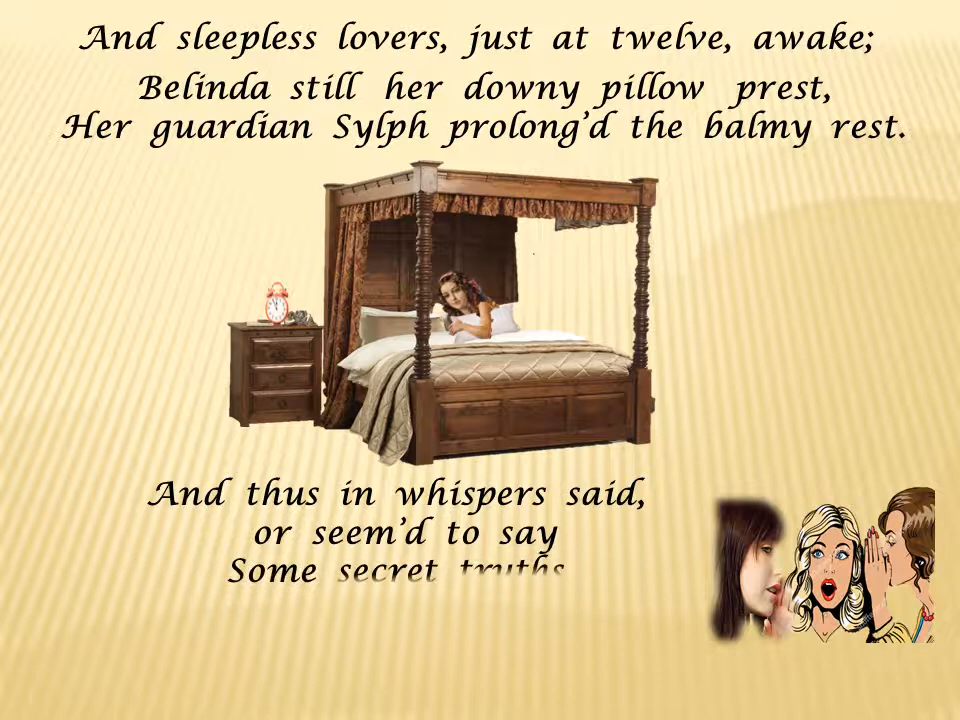 And sleepless lovers, just at twelve, awake;
Belinda still her downy pillow prest,
Her guardian Sylph prolong’d the balmy rest.
And thus in whispers said,
or seem’d to say
Some secret truths